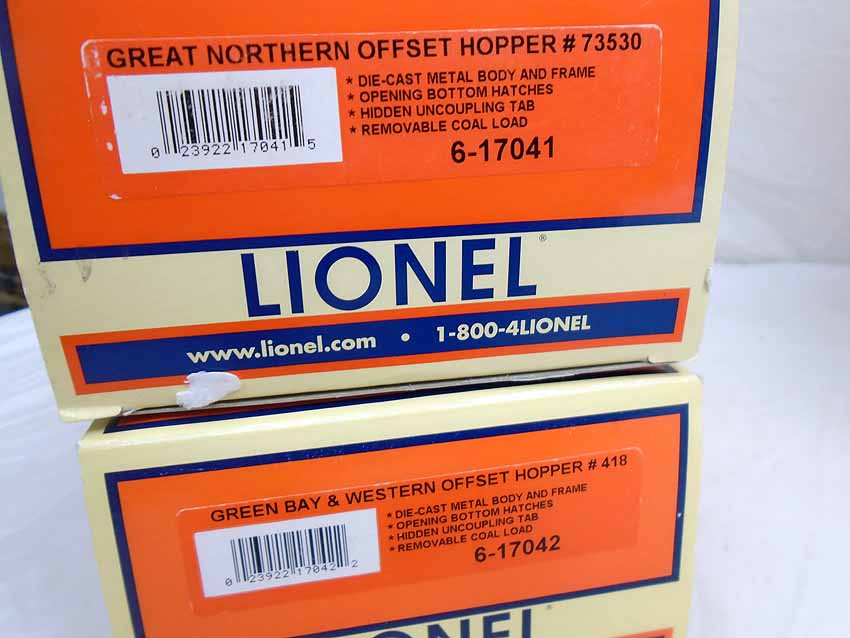 GREAT NORTHERN OFFSET HOPPER # 73530
* DIE-CAST METAL BODY AND FRAME
* OPENING BOTTOM HATCHES
* HIDDEN UNCOUPLING TAB
* REMOVABLE COAL LOAD
0 23922 17041 5
6-17041
LIONEL®
www.lionel.com • 1-800-4LIONEL
GREEN BAY & WESTERN OFFSET HOPPER # 418
* DIE-CAST METAL BODY AND FRAME
* OPENING BOTTOM HATCHES
* HIDDEN UNCOUPLING TAB
* REMOVABLE COAL LOAD
0 23922 17042 2
6-17042
LIONEL®